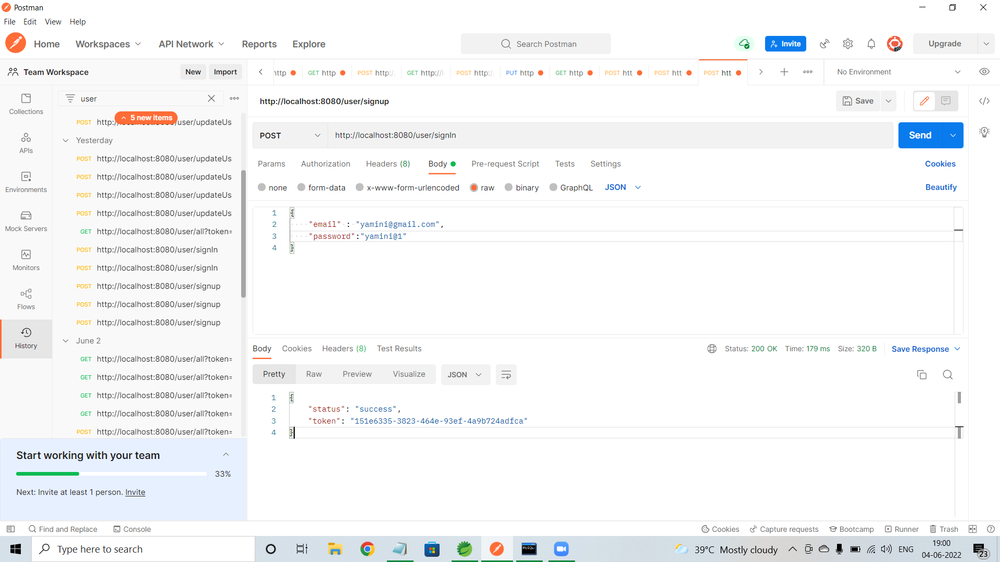 Postman
File Edit View Help
Home Workspaces API Network Reports Explore
Search Postman
Invite
Upgrade
Team Workspace
New Import
http
GET http
POST http:/
GET http://
POST http:/
PUT http
GET http
POST htt
POST htt
POST htt
No Environment
Collections
APIs
Environments
Mock Servers
Monitors
Flows
History
user
5 new items
POST http://localhost:8080/user/updateUs
Yesterday
POST http://localhost:8080/user/updateUs
POST http://localhost:8080/user/updateUs
POST http://localhost:8080/user/updateUs
POST http://localhost:8080/user/updateUs
GET http://localhost:8080/user/all?token=
POST http://localhost:8080/user/signIn
POST http://localhost:8080/user/signIn
POST http://localhost:8080/user/signup
POST http://localhost:8080/user/signup
POST http://localhost:8080/user/signup
June 2
GET http://localhost:8080/user/all?token=
GET http://localhost:8080/user/all?token=
GET http://localhost:8080/user/all?token=
GET http://localhost:8080/user/all?token=
POST http://localhost:8080/user/all?token=
Start working with your team
33%
Next: Invite at least 1 person. Invite
http://localhost:8080/user/signup
Save
POST http://localhost:8080/user/signIn
Send
Params Authorization Headers (8) Body Pre-request Script Tests Settings
Cookies
none form-data x-www-form-urlencoded raw binary GraphQL JSON
Beautify
1 {
2 "email" : "yamini@gmail.com",
3 "password":"yamini@1"
4 }
Body Cookies Headers (8) Test Results
Status: 200 OK Time: 179 ms Size: 320 B Save Response
Pretty Raw Preview Visualize JSON
1 {
2 "status": "success",
3 "token": "151e6335-3823-464e-93ef-4a9b724adfca"
4 }
Find and Replace Console
Cookies Capture requests Bootcamp Runner Trash
Type here to search
MySQL
39°C Mostly cloudy
ENG
19:00
04-06-2022
23